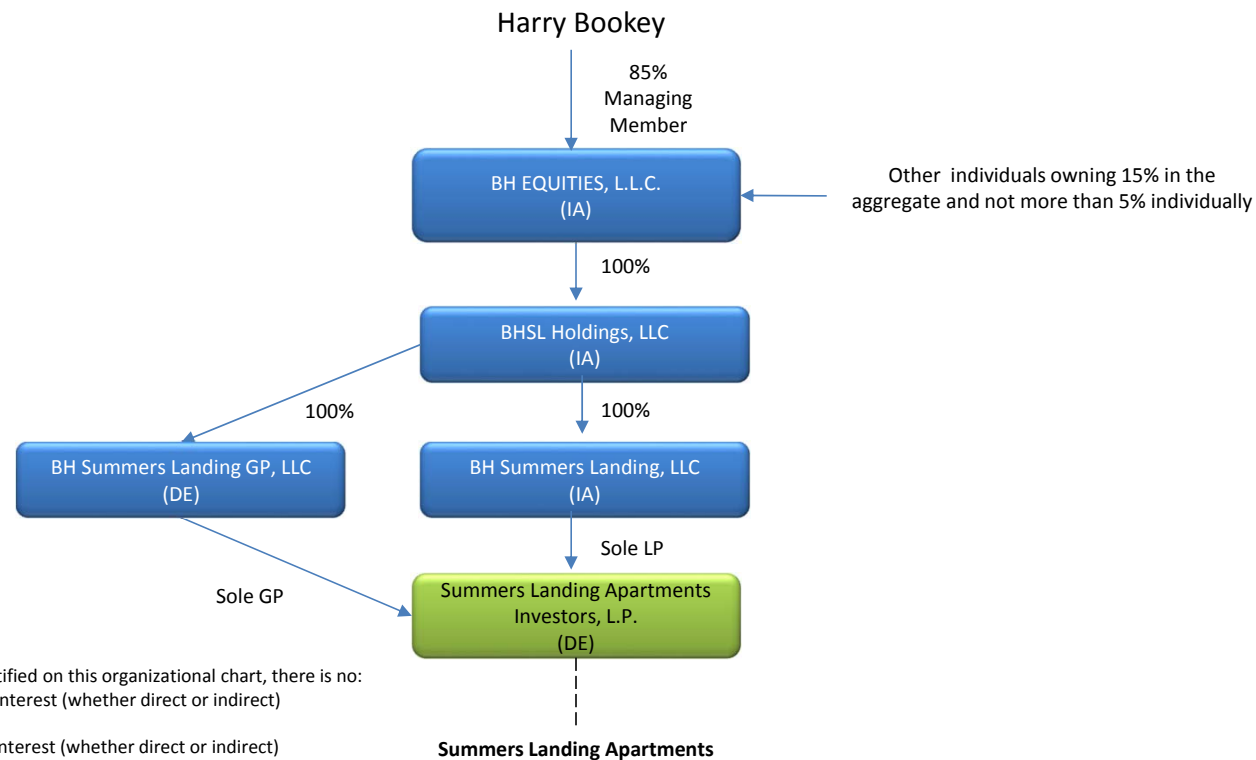 Harry Bookey
85%
Managing
Member
BH EQUITIES, L.L.C.
(IA)
Other individuals owning 15% in the
aggregate and not more than 5% individually
100%
BHSL Holdings, LLC
(IA)
100%
100%
BH Summers Landing GP, LLC
(DE)
BH Summers Landing, LLC
(IA)
Sole LP
Sole GP
Summers Landing Apartments
Investors, L.P.
(DE)
on this organizational chart, there is no:
interest (whether direct or indirect)
interest (whether direct or indirect)
Summers Landing Apartments